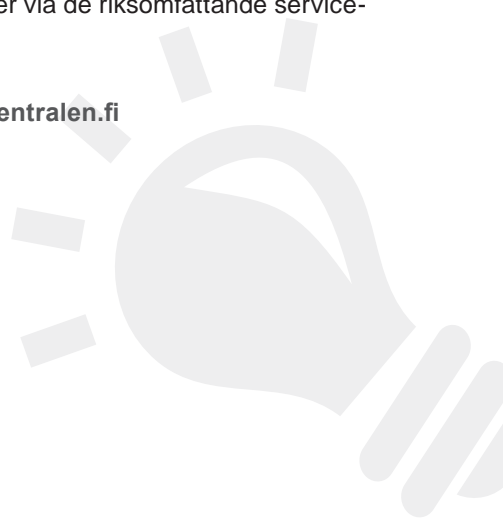 er via de riksomfattande service-
entralen.fi